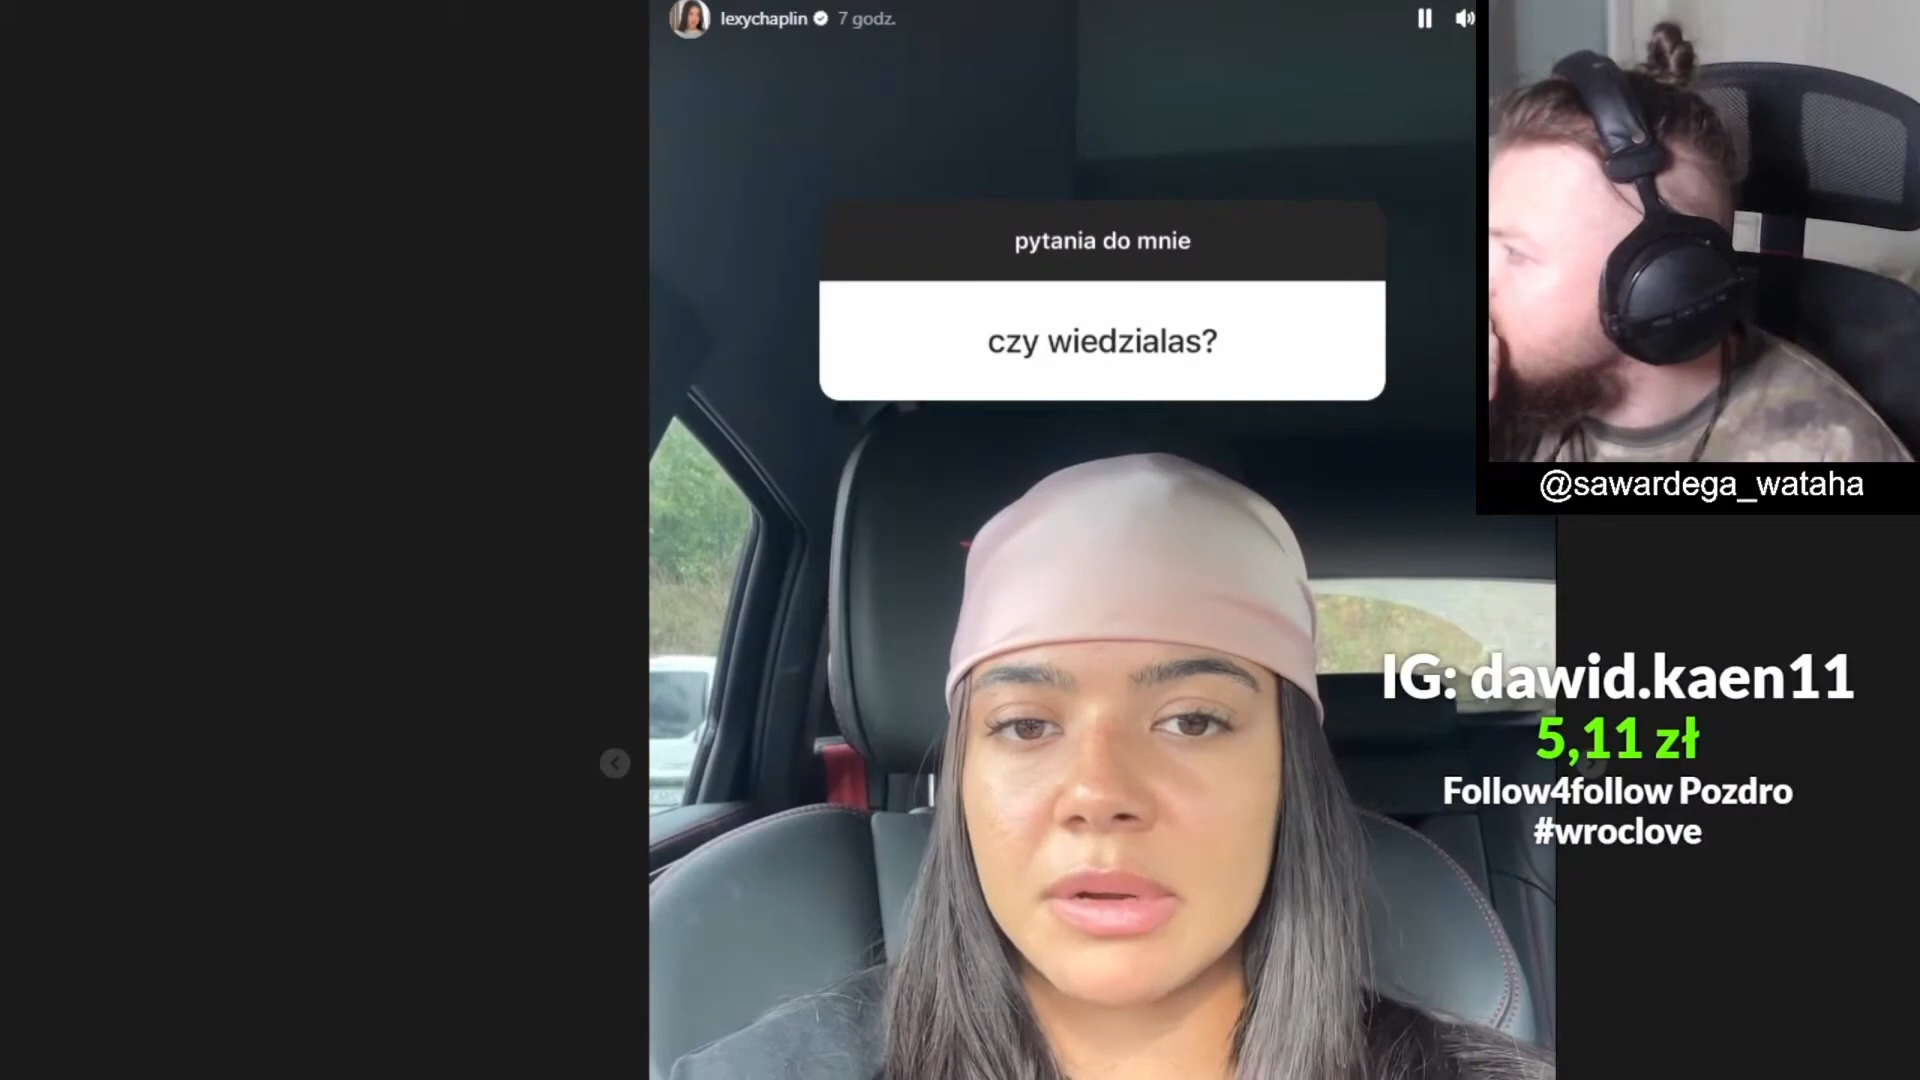 lexychaplin 7 godz.
pytania do mnie
czy wiedzialas?
@sawardega_wataha
IG: dawid.kaen11
5,11 zł
Follow4follow Pozdro
#wroclove